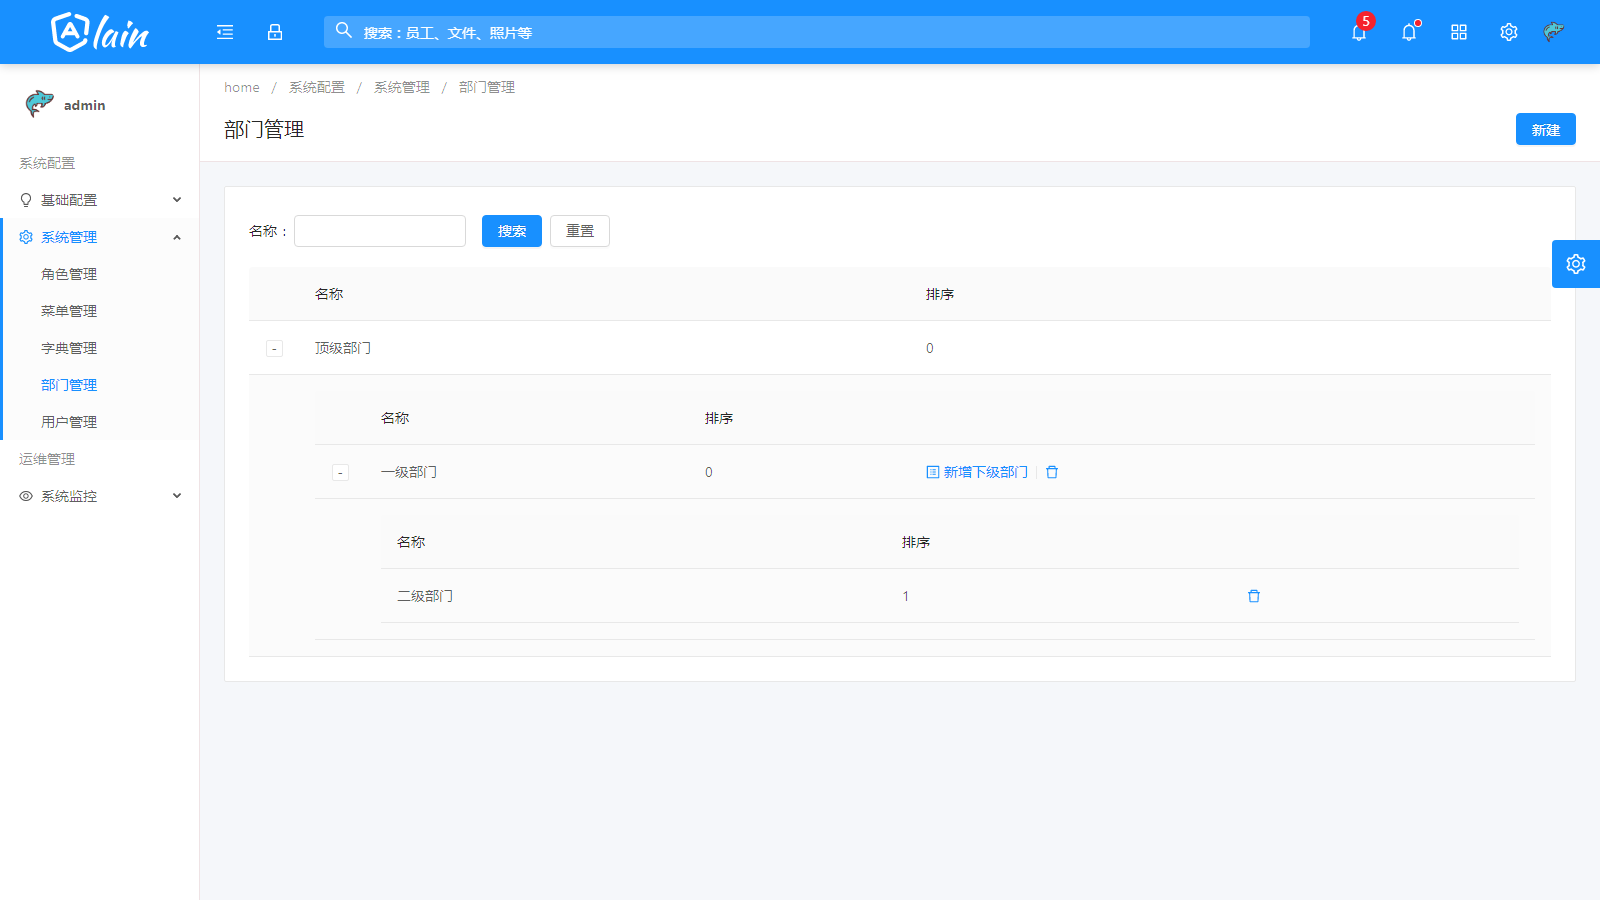 Alain
搜索：员工、文件、照片等
5
admin
系统配置
基础配置
系统管理
角色管理
菜单管理
字典管理
部门管理
用户管理
运维管理
系统监控
home / 系统配置 / 系统管理 / 部门管理
部门管理
新建
名称：
搜索
重置
名称 排序
- 顶级部门 0
名称 排序
- 一级部门 0 新增下级部门
名称 排序
二级部门 1